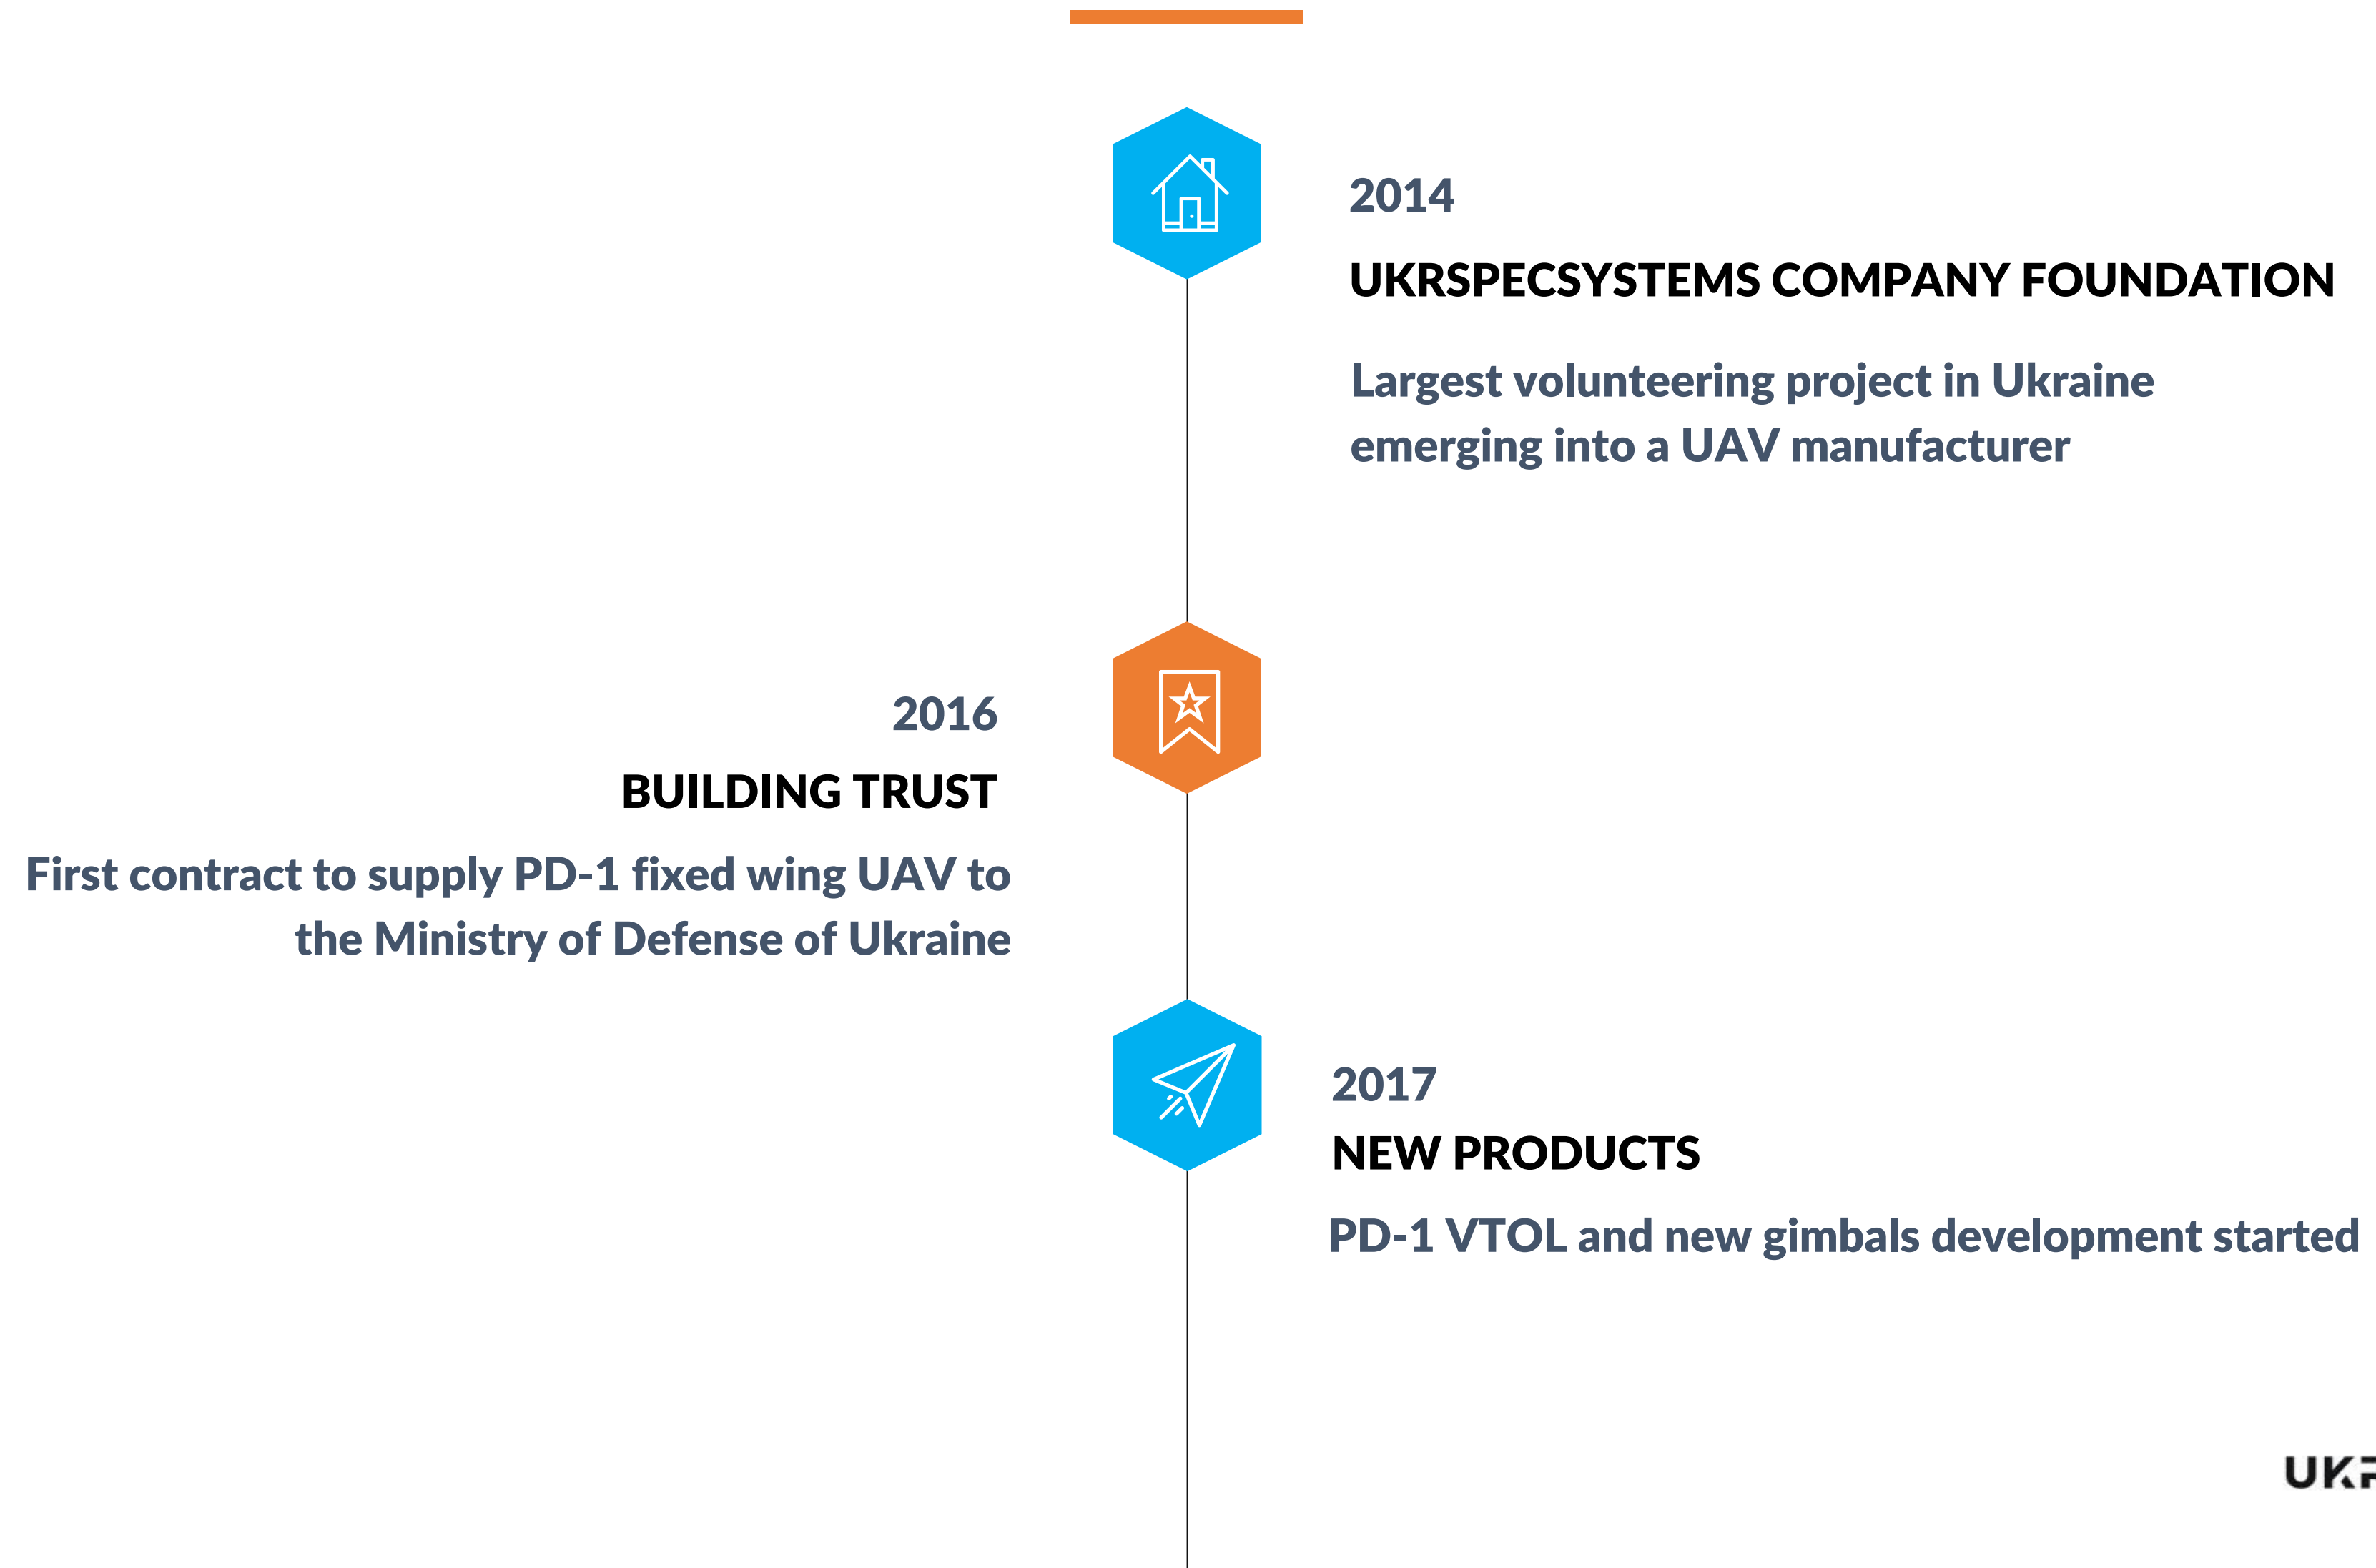 2014
UKRSPECSYSTEMS COMPANY FOUNDATION
Largest volunteering project in Ukraine
emerging into a UAV manufacturer
2016
BUILDING TRUST
First contract to supply PD-1 fixed wing UAV to
the Ministry of Defense of Ukraine
2017
NEW PRODUCTS
PD-1 VTOL and new gimbals development started